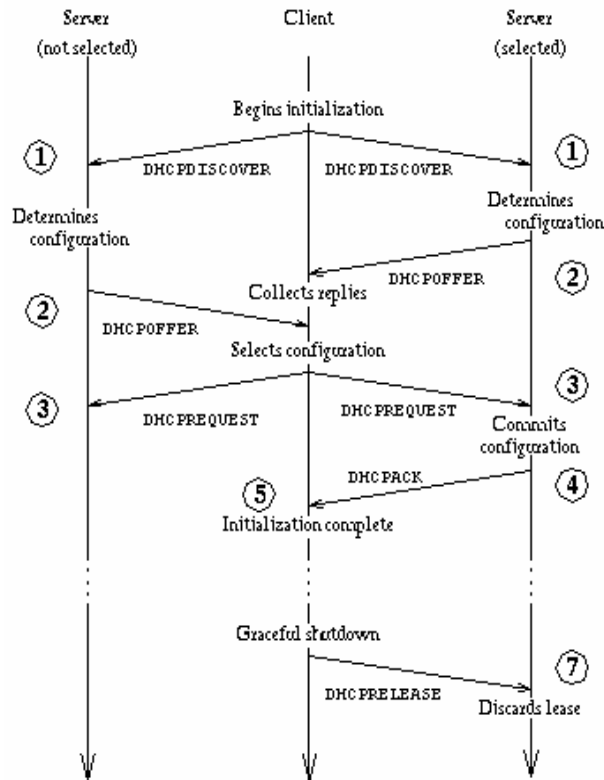 Server Client Server
(not selected) (selected)
Begins initialization
1 1
DHCPDISCOVER DHCPDISCOVER
Determines Determines
configuration configuration
DHCPOFFER 2
Collects replies
2
DHCPOFFER
Selects configuration
3 3
DHCPREQUEST DHCPREQUEST
Commits
configuration
DHCPACK 4
5
Initialization complete
Graceful shutdown
7
DHCPRELEASE
Discards lease